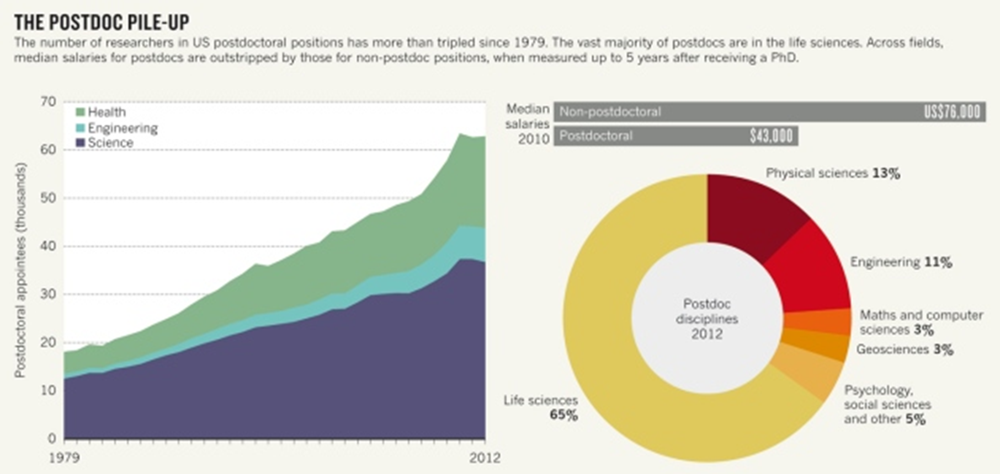 THE POSTDOC PILE-UP
The number of researchers in US postdoctoral positions has more than tripled since 1979. The vast majority of postdocs are in the life sciences. Across fields,
median salaries for postdocs are outstripped by those for non-postdoc positions, when measured up to 5 years after receiving a PhD.
Postdoctoral appointees (thousands)
70
60
50
40
30
20
10
0
Health
Engineering
Science
1979
2012
Median
salaries
2010
Non-postdoctoral
US$76,000
Postdoctoral
$43,000
Physical sciences 13%
Engineering 11%
Maths and computer
sciences 3%
Geosciences 3%
Psychology,
social sciences
and other 5%
Life sciences
65%
Postdoc
disciplines
2012